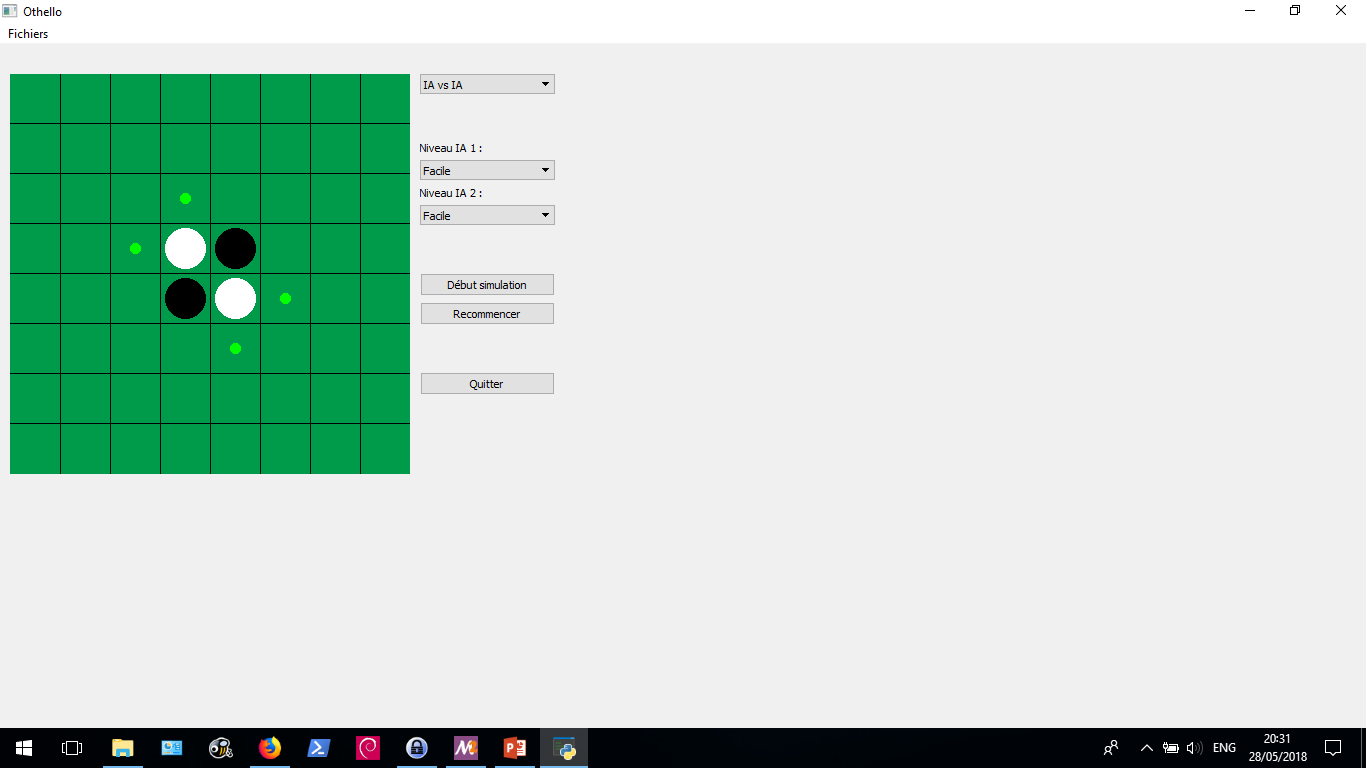 Othello
Fichiers
IA vs IA
Niveau IA 1 :
Facile
Niveau IA 2 :
Facile
Début simulation
Recommencer
Quitter
ENG
20:31
28/05/2018